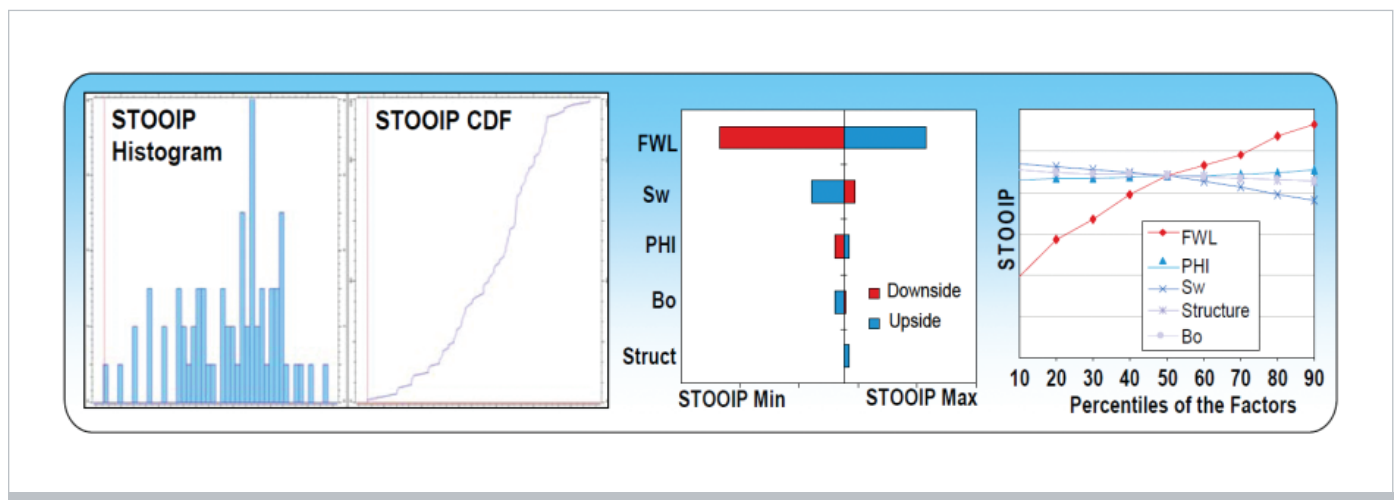 STOOIP
Histogram
STOOIP CDF
FWL
Sw
PHI
Bo
Struct
Downside
Upside
STOOIP Min
STOOIP Max
STOOIP
FWL
PHI
Sw
Structure
Bo
10 20 30 40 50 60 70 80 90
Percentiles of the Factors